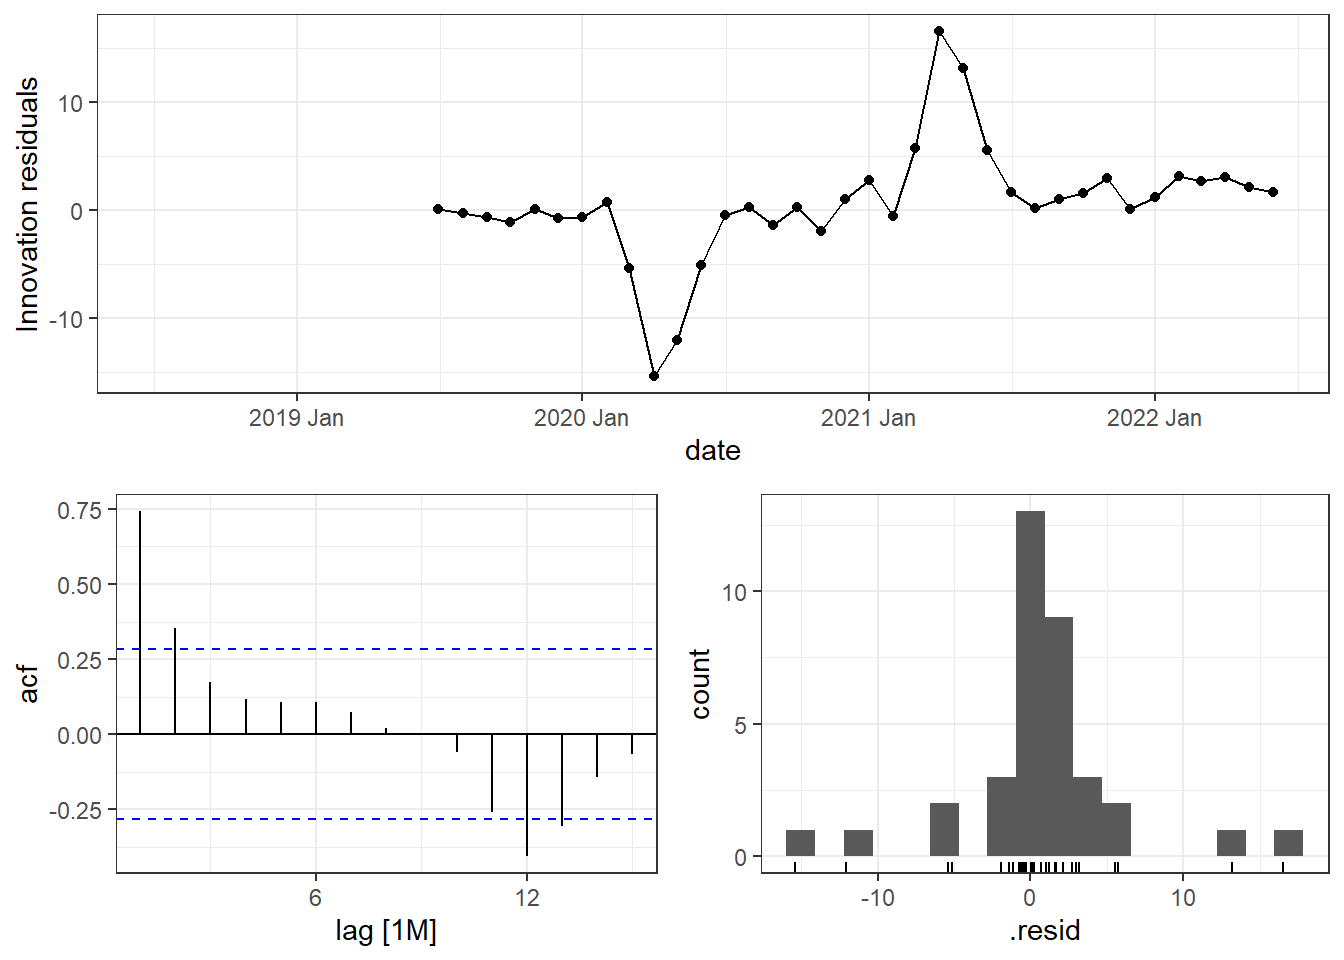 Innovation residuals
10
0
-10
2019 Jan
2020 Jan
2021 Jan
2022 Jan
date
acf
0.75
0.50
0.25
0.00
-0.25
6
12
lag [1M]
count
10
5
0
-10
0
10
.resid